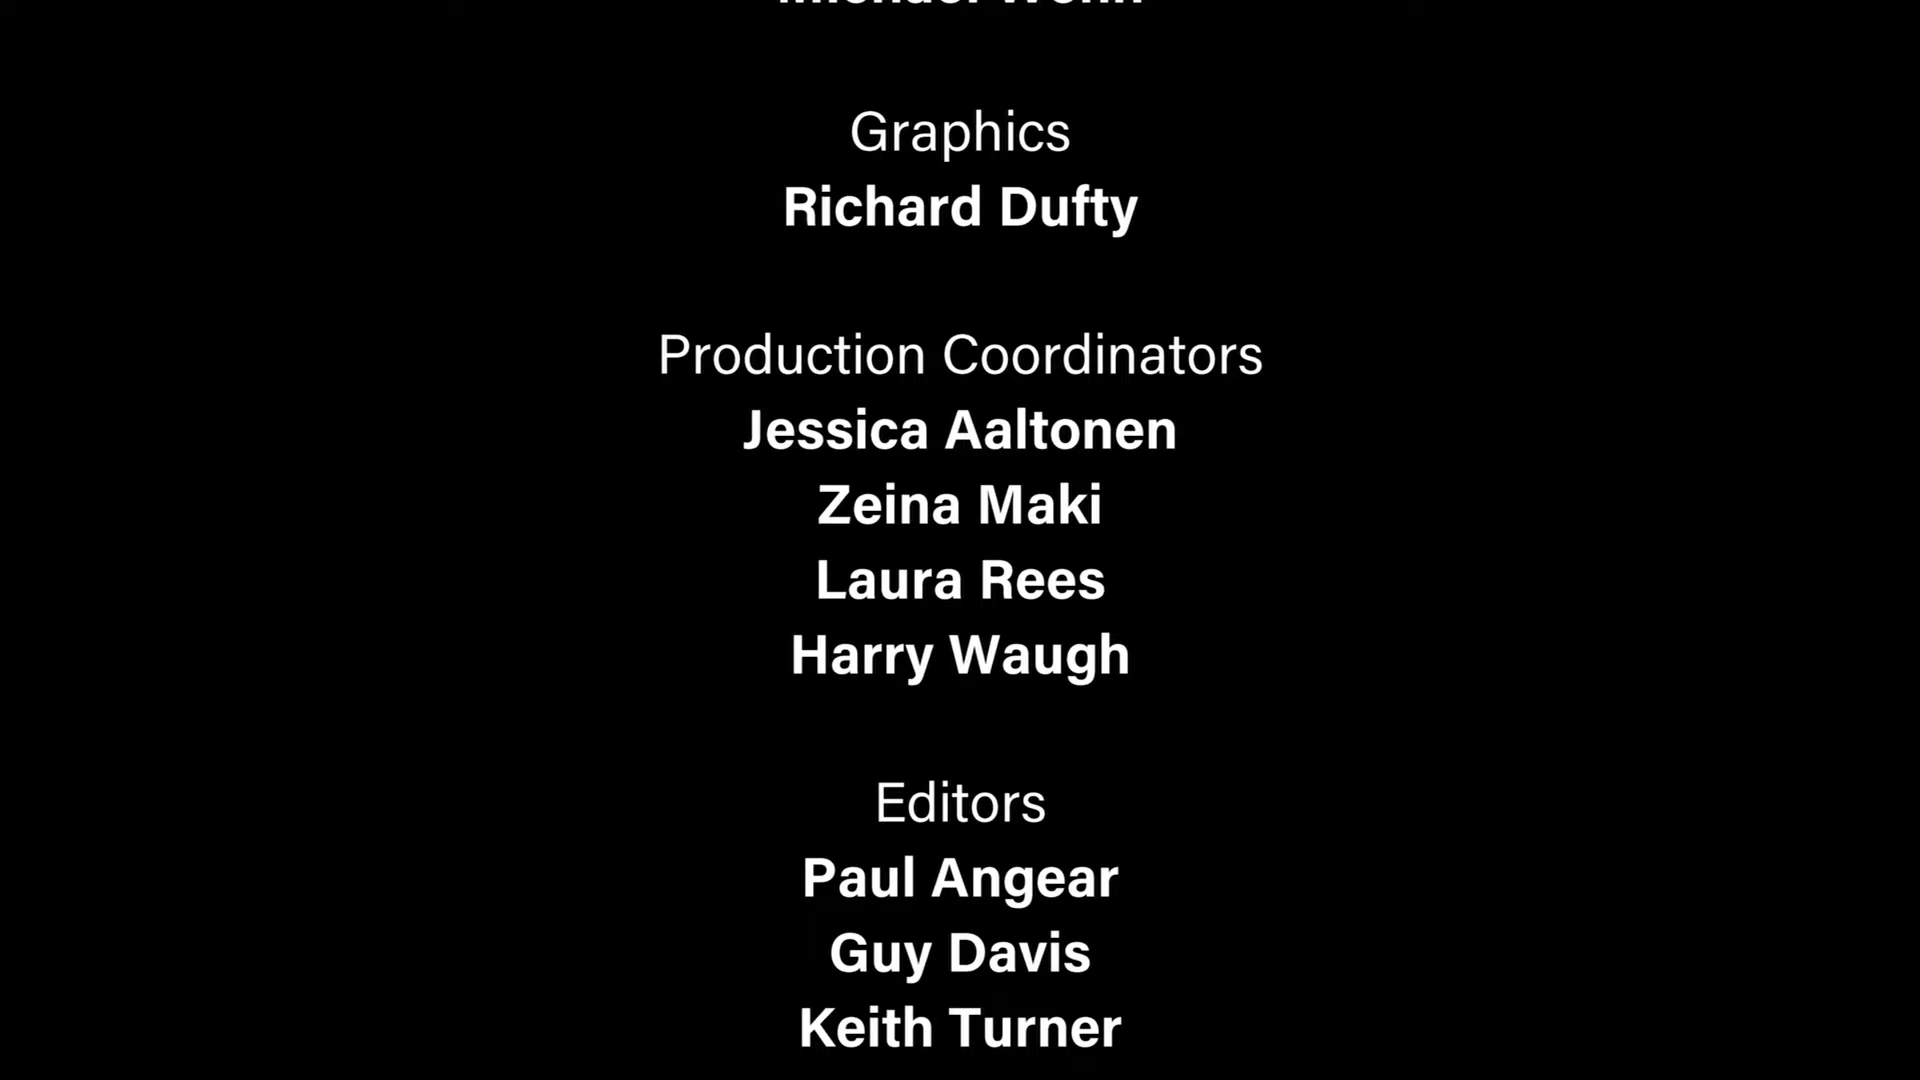 Graphics
Richard Dufty
Production Coordinators
Jessica Aaltonen
Zeina Maki
Laura Rees
Harry Waugh
Editors
Paul Angear
Guy Davis
Keith Turner